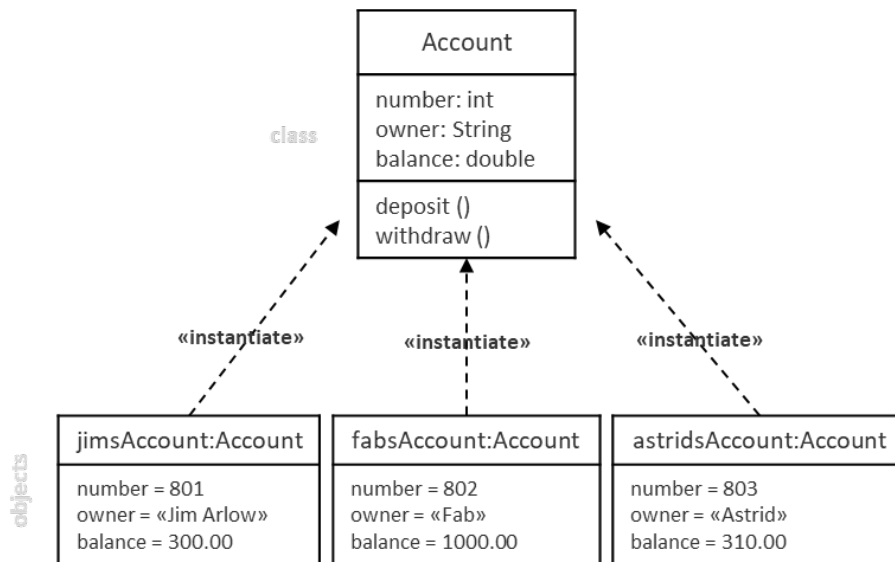 Account
number: int
owner: String
balance: double
class
deposit ()
withdraw ()
«instantiate»
«instantiate»
«instantiate»
objects
jimsAccount:Account
number = 801
owner = «Jim Arlow»
balance = 300.00
fabsAccount:Account
number = 802
owner = «Fab»
balance = 1000.00
astridsAccount:Account
number = 803
owner = «Astrid»
balance = 310.00